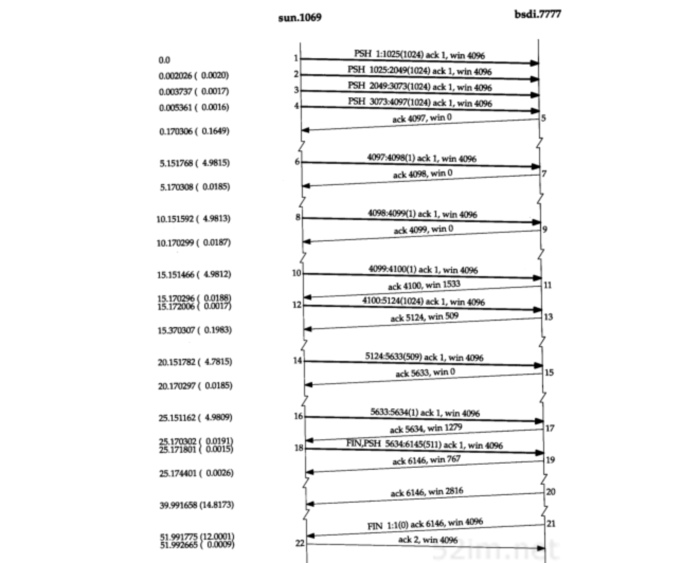 sun.1069 bsdi.7777
0.0 1 PSH 1:1025(1024) ack 1, win 4096
0.002026 ( 0.0020) 2 PSH 1025:2049(1024) ack 1, win 4096
0.003737 ( 0.0017) 3 PSH 2049:3073(1024) ack 1, win 4096
0.005361 ( 0.0016) 4 PSH 3073:4097(1024) ack 1, win 4096
0.170306 ( 0.1649) ack 4097, win 0 5
5.151768 ( 4.9815) 6 4097:4098(1) ack 1, win 4096
5.170308 ( 0.0185) ack 4098, win 0 7
10.151592 ( 4.9813) 8 4098:4099(1) ack 1, win 4096
10.170299 ( 0.0187) ack 4099, win 0 9
15.151466 ( 4.9812) 10 4099:4100(1) ack 1, win 4096
15.170296 ( 0.0188) ack 4100, win 1533 11
15.172006 ( 0.0017) 12 4100:5124(1024) ack 1, win 4096
15.370307 ( 0.1983) ack 5124, win 509 13
20.151782 ( 4.7815) 14 5124:5633(509) ack 1, win 4096
20.170297 ( 0.0185) ack 5633, win 0 15
25.151162 ( 4.9809) 16 5633:5634(1) ack 1, win 4096
25.170302 ( 0.0191) ack 5634, win 1279 17
25.171801 ( 0.0015) 18 FIN,PSH 5634:6145(511) ack 1, win 4096
25.174401 ( 0.0026) ack 6146, win 767 19
39.991658 (14.8173) ack 6146, win 2816 20
51.991775 (12.0001) FIN 1:1(0) ack 6146, win 4096 21
51.992665 ( 0.0009) 22 ack 2, win 4096
52im.net